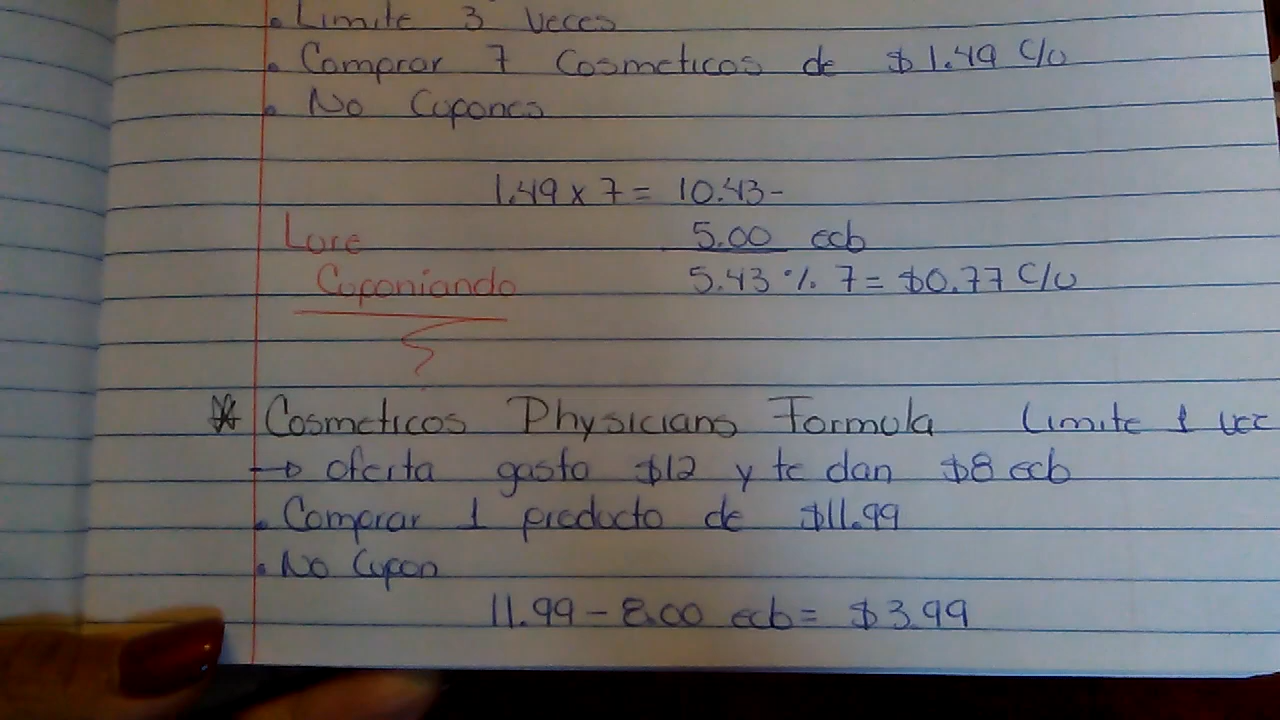 • Limite 3 veces
• Comprar 7 Cosmeticos de $1.49 c/u
• No Cupones
1.49 x 7 = 10.43-
Lore 5.00 ecb
Cuponiando 5.43 % 7 = $0.77 c/u
* Cosmeticos Physicians Formula Limite 1 vez
→ oferta gasto $12 y te dan $8 ecb
• Comprar 1 producto de $11.99
• No Cupon
11.99 - 8.00 ecb = $3.99